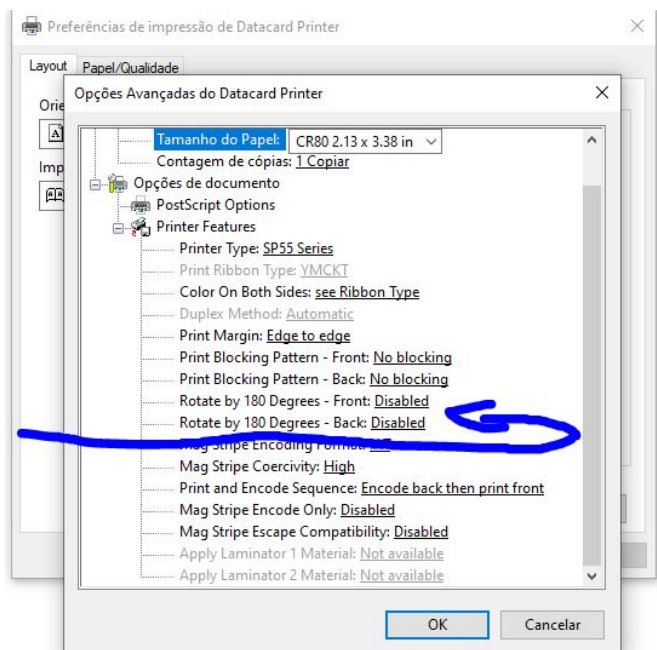 Preferências de impressão de Datacard Printer
Layout Papel/Qualidade
Opções Avançadas do Datacard Printer
Orie
Imp
Tamanho do Papel: CR80 2.13 x 3.38 in
Contagem de cópias: 1 Copiar
Opções de documento
PostScript Options
Printer Features
Printer Type: SP55 Series
Print Ribbon Type: YMCKT
Color On Both Sides: see Ribbon Type
Duplex Method: Automatic
Print Margin: Edge to edge
Print Blocking Pattern - Front: No blocking
Print Blocking Pattern - Back: No blocking
Rotate by 180 Degrees - Front: Disabled
Rotate by 180 Degrees - Back: Disabled
Mag Stripe Encoding Format:
Mag Stripe Coercivity: High
Print and Encode Sequence: Encode back then print front
Mag Stripe Encode Only: Disabled
Mag Stripe Escape Compatibility: Disabled
Apply Laminator 1 Material: Not available
Apply Laminator 2 Material: Not available
OK Cancelar